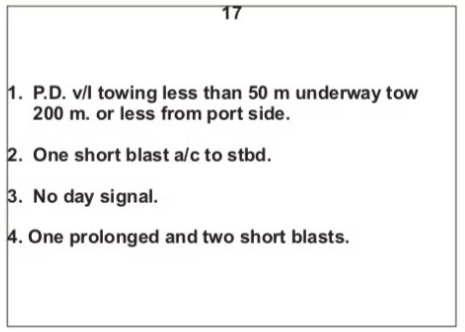 17
1. P.D. v/l towing less than 50 m underway tow
200 m. or less from port side.
2. One short blast a/c to stbd.
3. No day signal.
4. One prolonged and two short blasts.